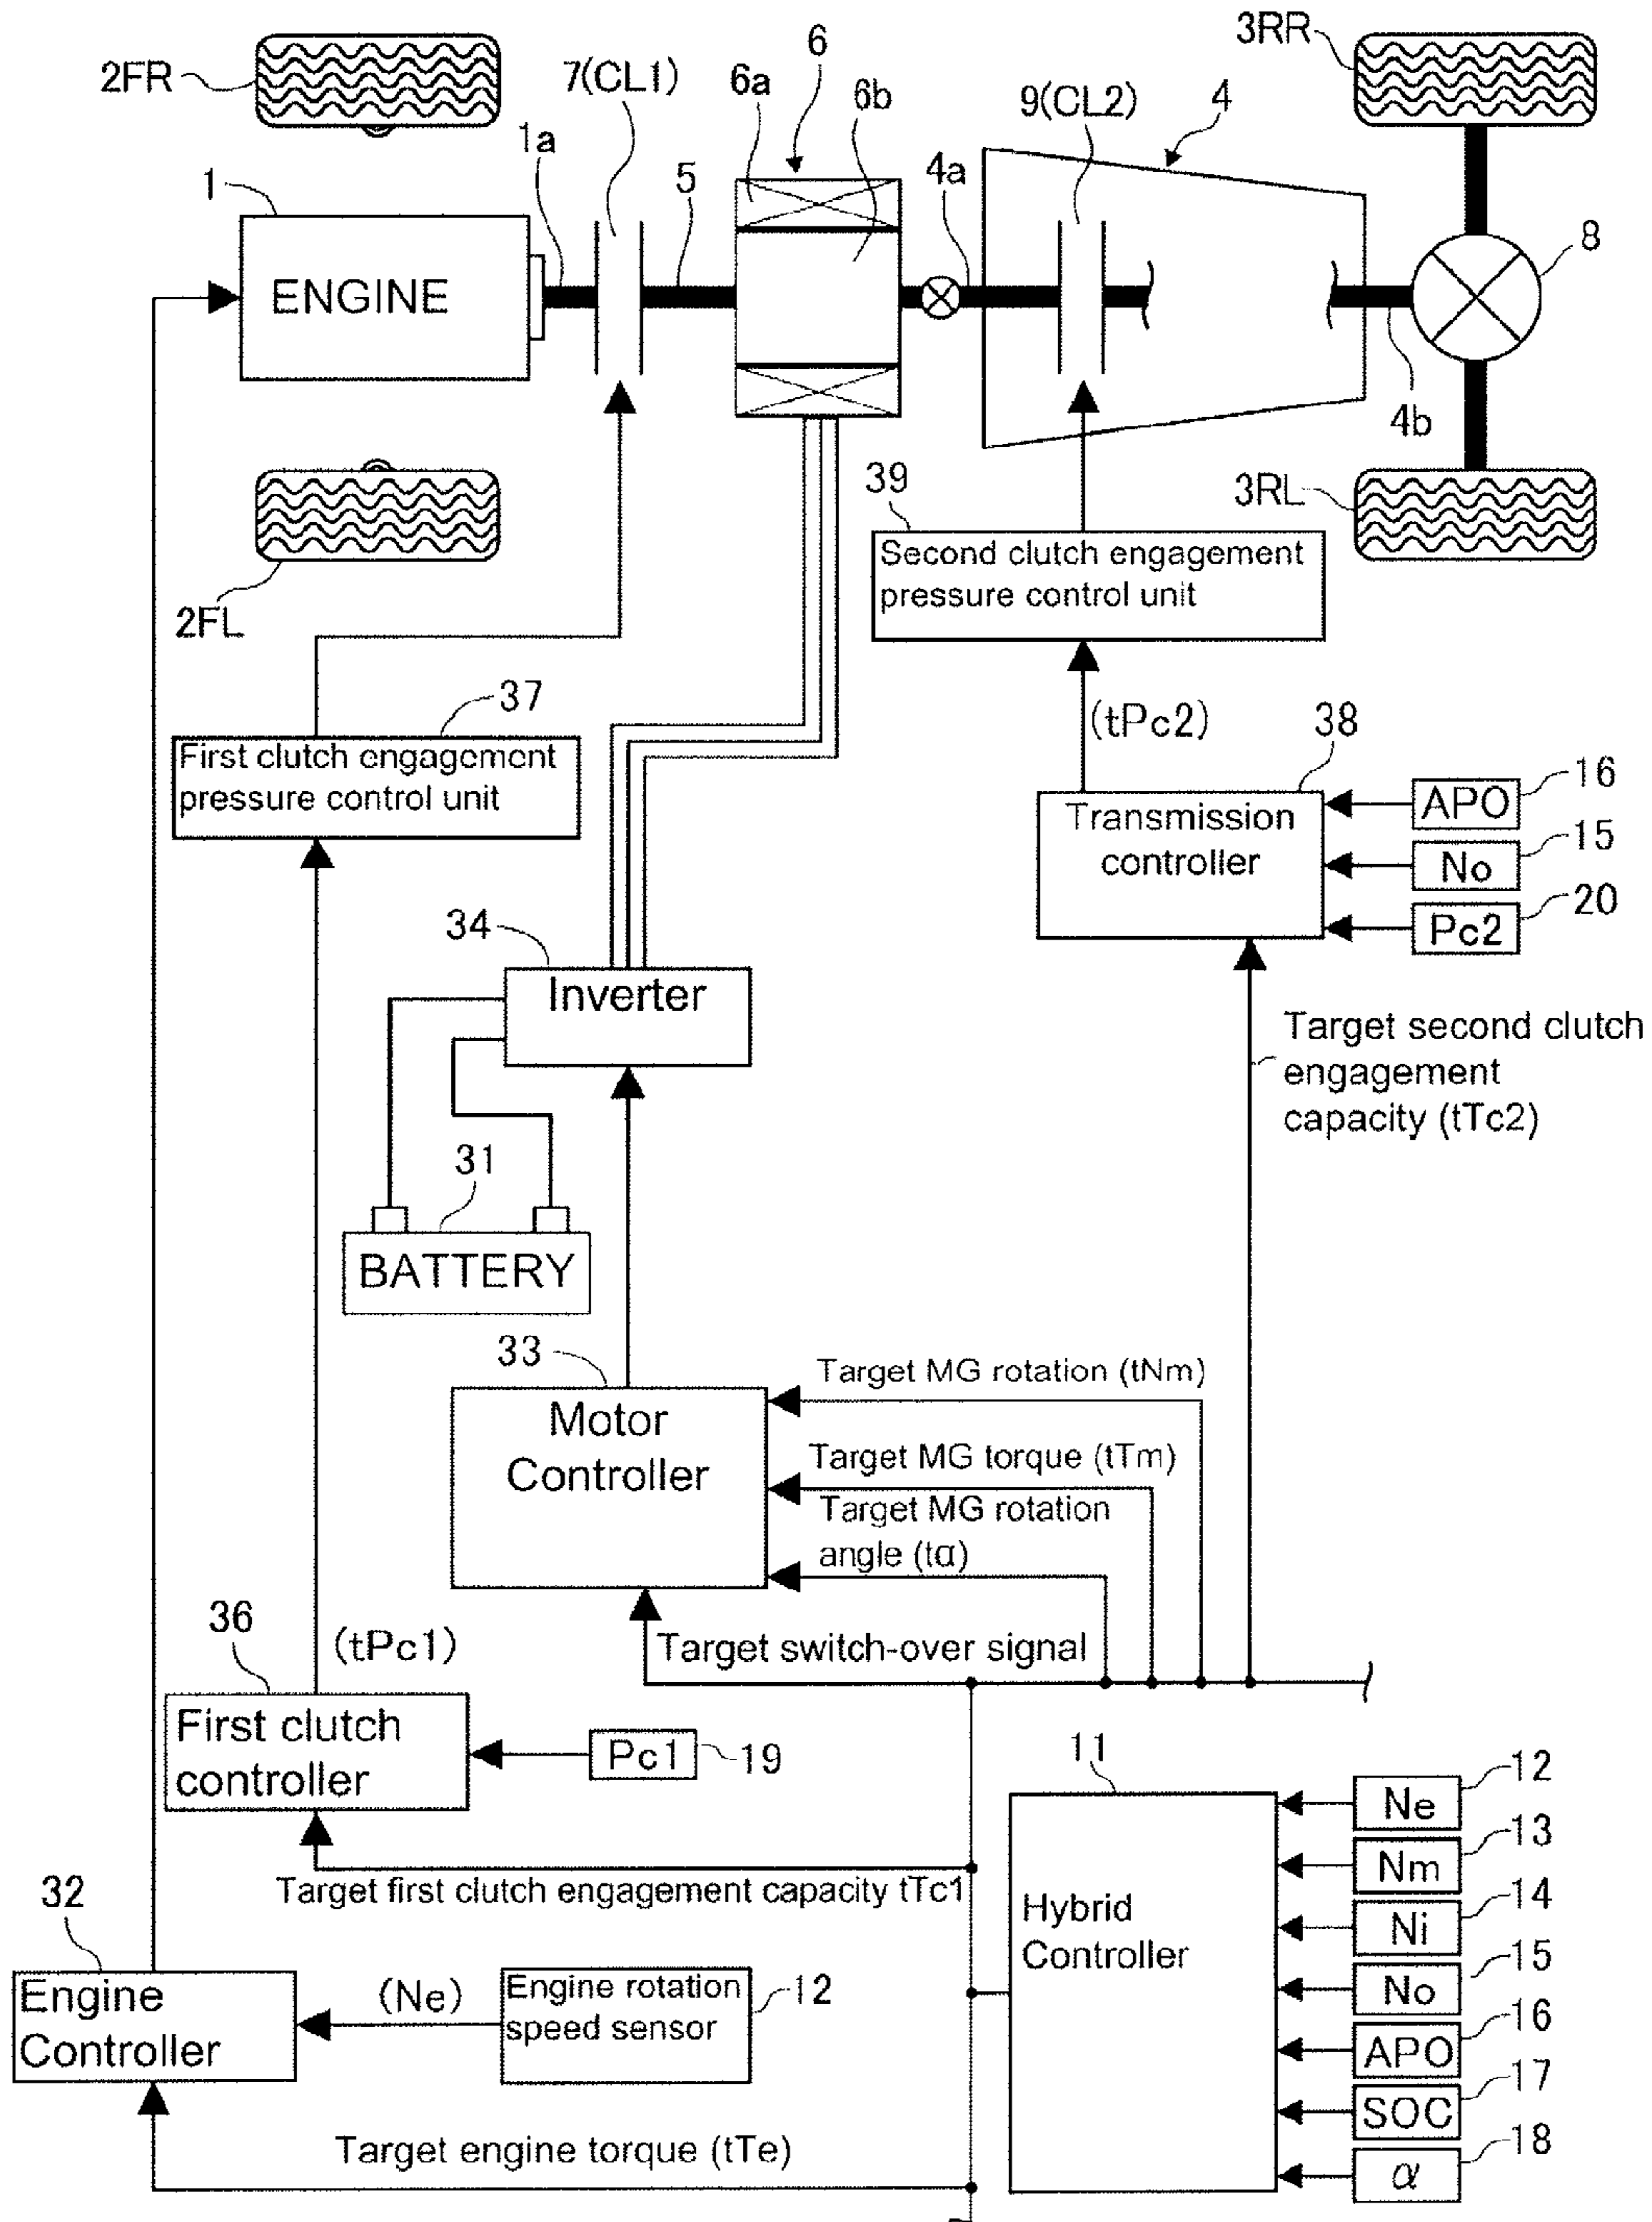 6
3RR
2FR
7(CL1)
6a
6b
9(CL2)
4
1a
1
5
4a
8
ENGINE
4b
39
3RL
Second clutch engagement
pressure control unit
2FL
37
(tPc2)
38
First clutch engagement
pressure control unit
Transmission
controller
APO
16
No
15
Pc2
20
34
Inverter
Target second clutch
engagement
capacity (tTc2)
31
BATTERY
33
Target MG rotation (tNm)
Motor
Controller
Target MG torque (tTm)
Target MG rotation
angle (tα)
36
(tPc1)
Target switch-over signal
First clutch
controller
Pc1
19
11
Ne
12
Nm
13
Target first clutch engagement capacity tTc1
32
Hybrid
Controller
Ni
14
No
15
Engine
Controller
(Ne)
Engine rotation
speed sensor
12
APO
16
SOC
17
Target engine torque (tTe)
α
18